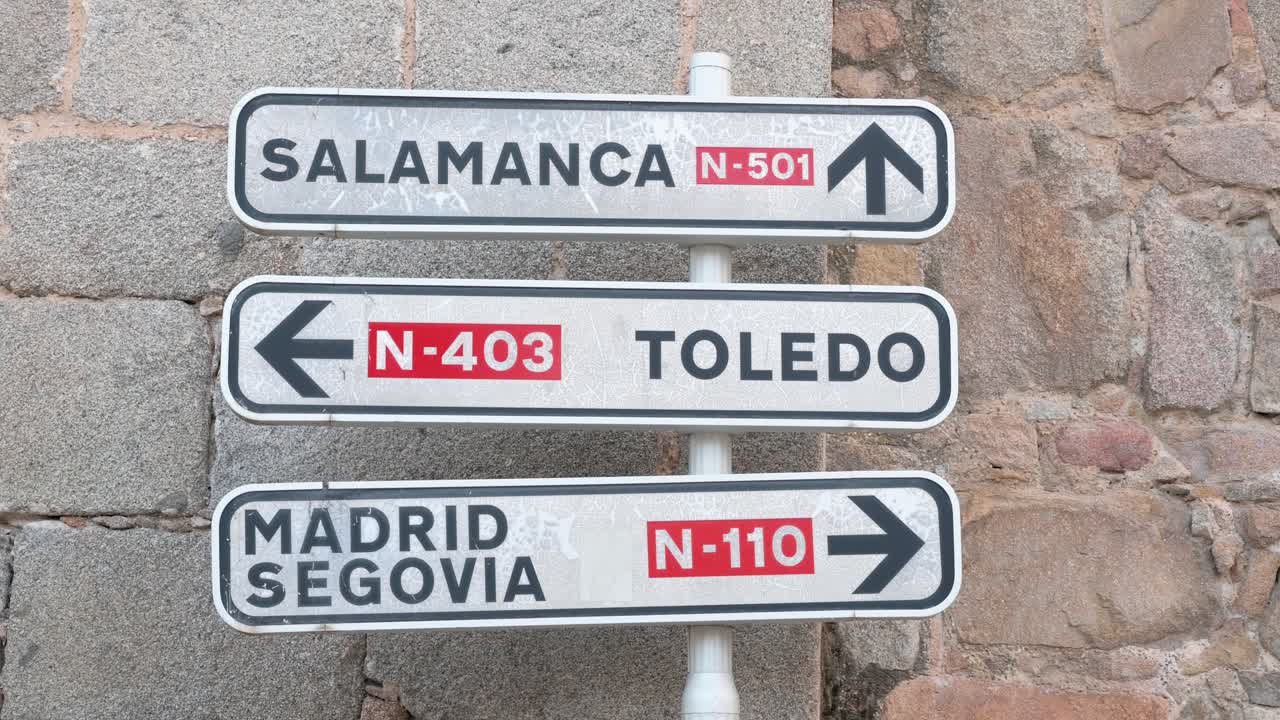 SALAMANCA N-501
N-403 TOLEDO
MADRID
SEGOVIA N-110